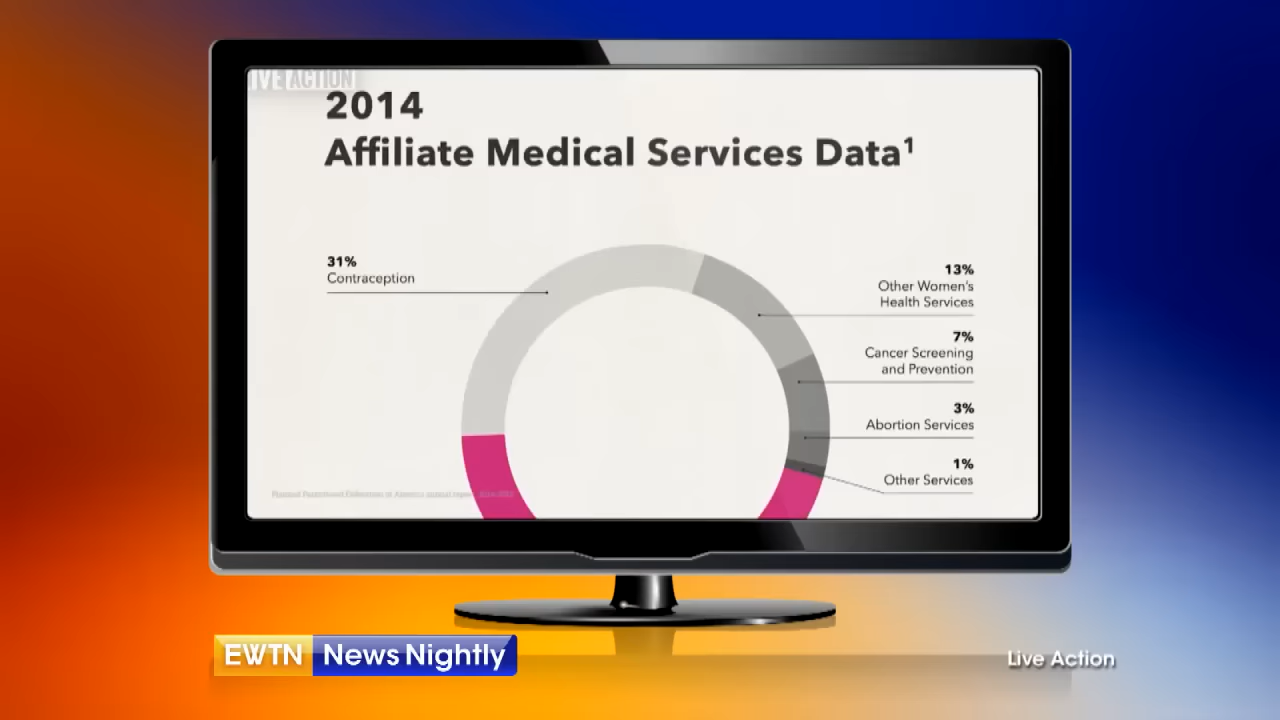 LIVE ACTION
2014
Affiliate Medical Services Data¹
31%
Contraception
13%
Other Women's
Health Services
7%
Cancer Screening
and Prevention
3%
Abortion Services
1%
Other Services
EWTN News Nightly
Live Action